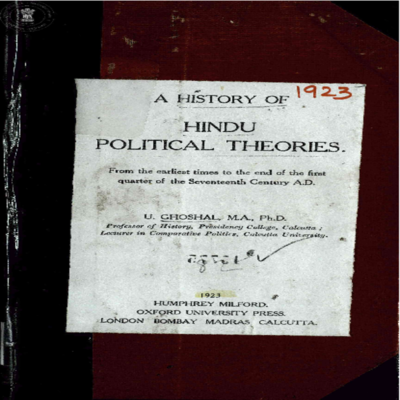 1923
A HISTORY OF
HINDU
POLITICAL THEORIES.
From the earliest times to the end of the first
quarter of the Seventeenth Century A.D.
U. GHOSHAL, M.A., Ph.D.
Professor of History, Presidency College, Calcutta;
Lecturer in Comparative Politics, Calcutta University.
1923
HUMPHREY MILFORD.
OXFORD UNIVERSITY PRESS.
LONDON BOMBAY MADRAS CALCUTTA.